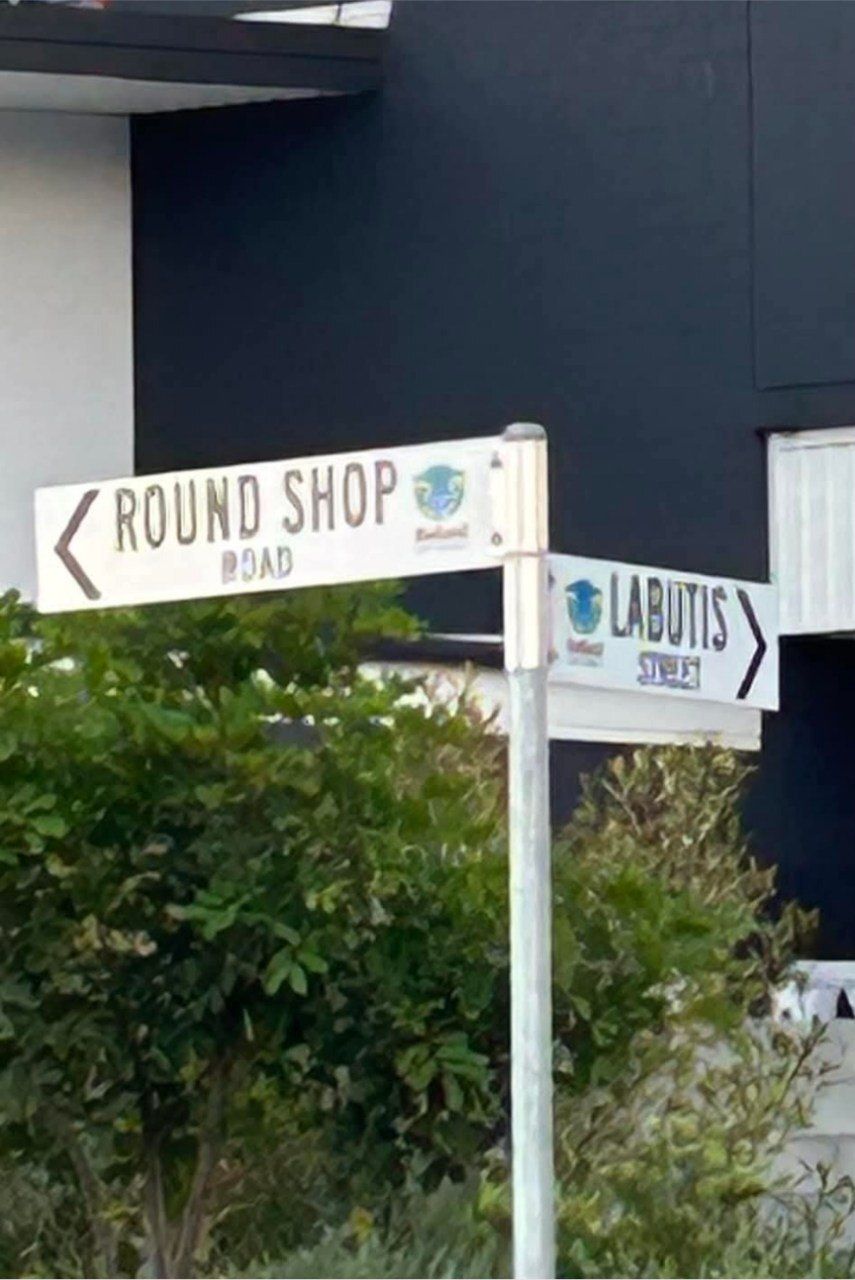 ROUND SHOP
ROAD
LABUTIS
STREET